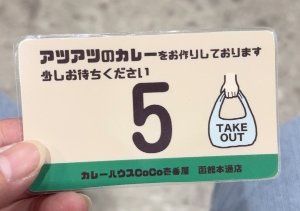 アツアツのカレーをお作りしております
少しお待ちください
5
TAKE
OUT
カレーハウスCoCo壱番屋 函館本通店